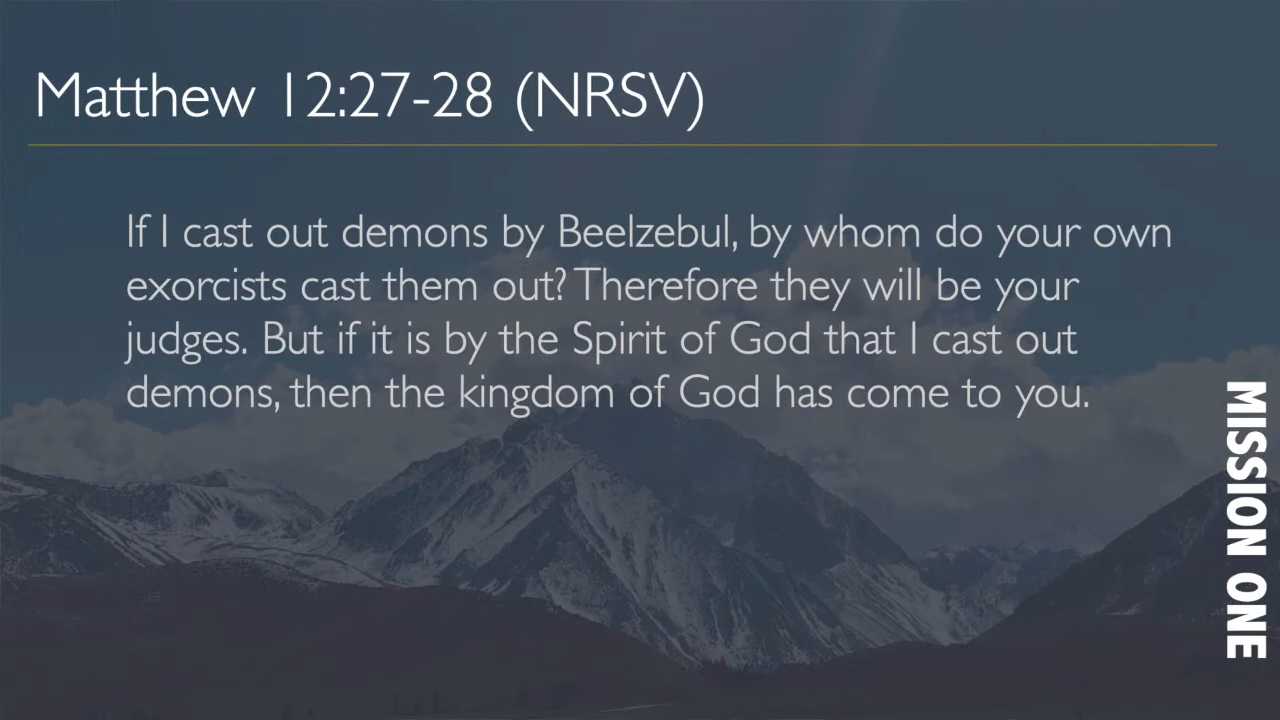 Matthew 12:27-28 (NRSV)
If I cast out demons by Beelzebul, by whom do your own
exorcists cast them out? Therefore they will be your
judges. But if it is by the Spirit of God that I cast out
demons, then the kingdom of God has come to you.
MISSION ONE